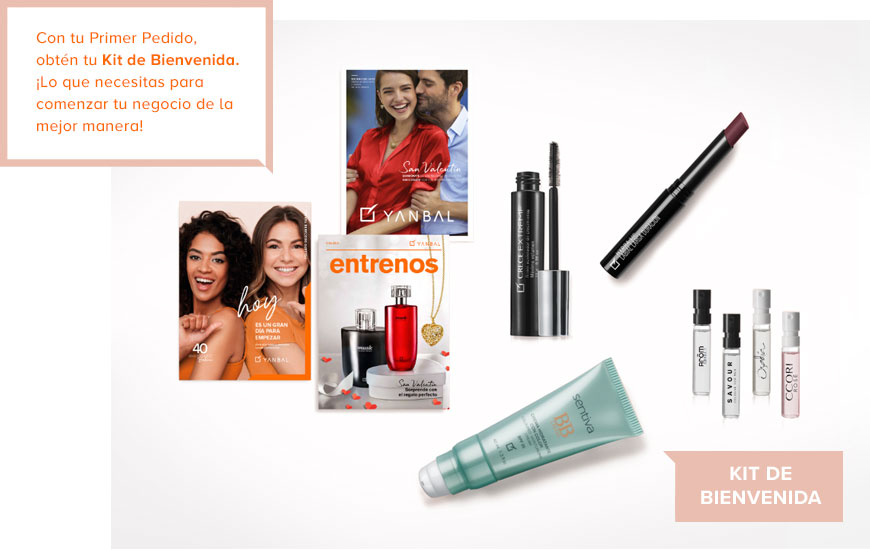 Con tu Primer Pedido,
obtén tu Kit de Bienvenida.
¡Lo que necesitas para
comenzar tu negocio de la
mejor manera!
San Valentín
YANBAL
YANBAL
entrenos
hoy
ES UN GRAN
DÍA PARA
EMPEZAR
40
YANBAL
musk
San Valentín
Sorprende con
el regalo perfecto
sentiva
BB
SAVOUR
CCORI
ROSÉ
KIT DE
BIENVENIDA